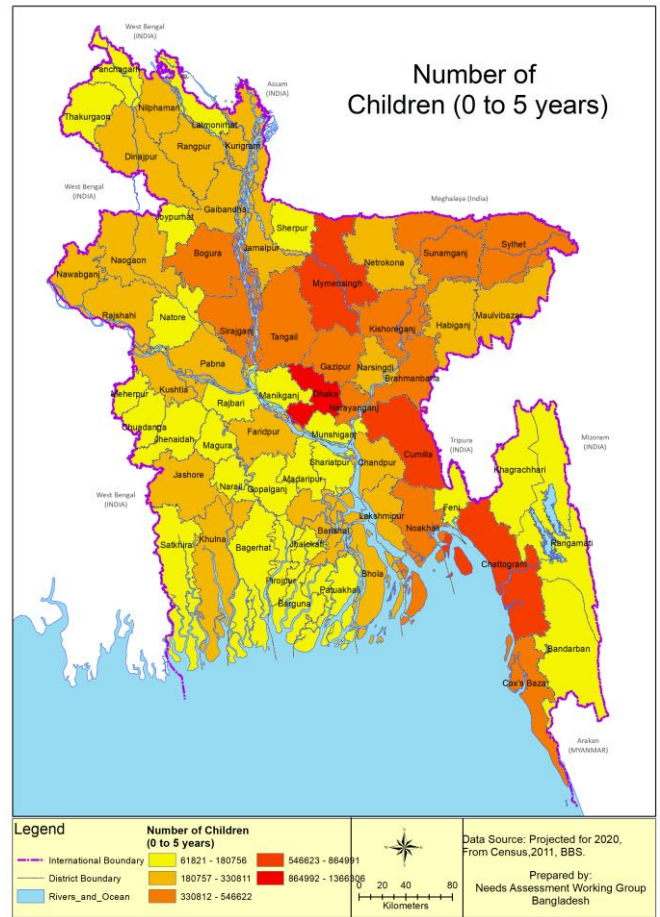 Number of
Children (0 to 5 years)
West Bengal
(INDIA)
Assam
(INDIA)
West Bengal
(INDIA)
Meghalaya (India)
Tripura
(INDIA)
Mizoram
(INDIA)
West Bengal
(INDIA)
Arakan
(MYANMAR)
Panchagarh
Thakurgaon
Nilphamari
Lalmonirhat
Dinajpur
Rangpur
Kurigram
Gaibandha
Joypurhat
Sherpur
Jamalpur
Bogura
Naogaon
Nawabganj
Mymensingh
Netrokona
Sunamganj
Sylhet
Rajshahi
Natore
Sirajganj
Tangail
Kishoreganj
Habiganj
Maulvibazar
Pabna
Gazipur
Narsingdi
Brahmanbaria
Kushtia
Manikganj
Dhaka
Narayanganj
Meherpur
Rajbari
Chuadanga
Jhenaidah
Magura
Faridpur
Munshiganj
Cumilla
Khagrachhari
Shariatpur
Chandpur
Jashore
Narail
Gopalganj
Madaripur
Feni
Rangamati
Lakshmipur
Noakhali
Satkhira
Khulna
Bagerhat
Jhalokati
Barishal
Chattogram
Pirojpur
Bhola
Patuakhali
Barguna
Bandarban
Cox's Bazar
Legend
International Boundary
District Boundary
Rivers_and_Ocean
Number of Children
(0 to 5 years)
61821 - 180756
180757 - 330811
330812 - 546622
546623 - 864991
864992 - 1366306
0 20 40 60 80
Kilometers
Data Source: Projected for 2020,
From Census,2011, BBS.
Prepared by:
Needs Assessment Working Group
Bangladesh